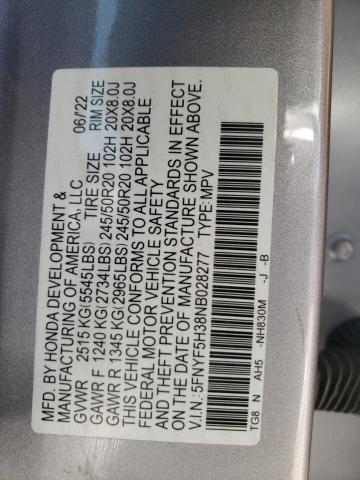 MFD. BY HONDA DEVELOPMENT & 06/22
MANUFACTURING OF AMERICA, LLC
GVWR 2515 KG(5545LBS) TIRE SIZE RIM SIZE
GAWR F 1240 KG(2734LBS) 245/50R20 102H 20X8.0J
GAWR R 1345 KG(2965LBS) 245/50R20 102H 20X8.0J
THIS VEHICLE CONFORMS TO ALL APPLICABLE
FEDERAL MOTOR VEHICLE SAFETY
AND THEFT PREVENTION STANDARDS IN EFFECT
ON THE DATE OF MANUFACTURE SHOWN ABOVE.
V.I.N.:5FNYF5H38NB028277 TYPE:MPV
TG8 N AH5 -NH830M -J -B